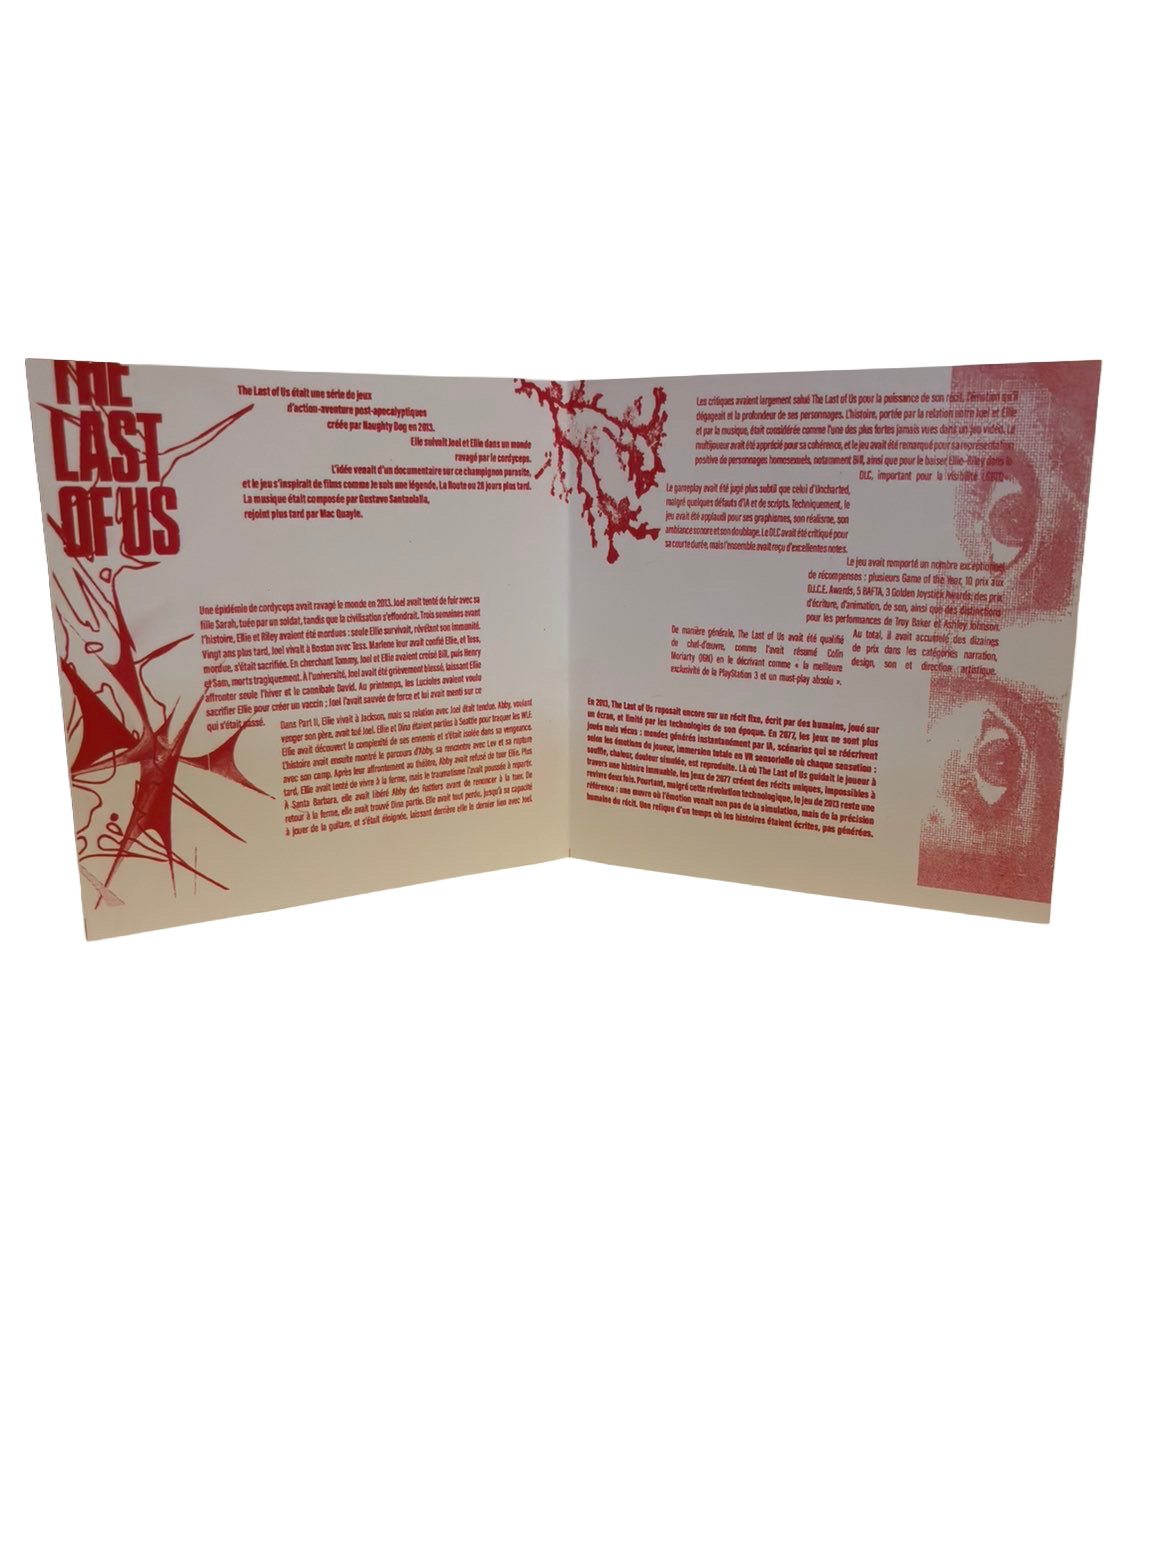 THE
LAST
OF US
The Last of Us était une série de jeux
d'action-aventure post-apocalyptiques
créée par Naughty Dog en 2013.
Elle suivait Joel et Ellie dans un monde
ravagé par le cordyceps.
L'idée venait d'un documentaire sur ce champignon parasite,
et le jeu s'inspirait de films comme Je suis une légende, La Route ou 28 jours plus tard.
La musique était composée par Gustavo Santaolalla,
rejoint plus tard par Mac Quayle.
Une épidémie de cordyceps avait ravagé le monde en 2013. Joel avait tenté de fuir avec sa
fille Sarah, tuée par un soldat, tandis que la civilisation s'effondrait. Trois semaines avant
l'histoire, Ellie et Riley avaient été mordues : seule Ellie survivait, révélant son immunité.
Vingt ans plus tard, Joel vivait à Boston avec Tess. Marlene leur avait confié Ellie, et Tess,
mordue, s'était sacrifiée. En cherchant Tommy, Joel et Ellie avaient croisé Bill, puis Henry
et Sam, morts tragiquement. À l'université, Joel avait été grièvement blessé, laissant Ellie
affronter seule l'hiver et le cannibale David. Au printemps, les Lucioles avaient voulu
sacrifier Ellie pour créer un vaccin ; Joel l'avait sauvée de force et lui avait menti sur ce
qui s'était passé.
Dans Part II, Ellie vivait à Jackson, mais sa relation avec Joel était tendue. Abby, voulant
venger son père, avait tué Joel. Ellie et Dina étaient parties à Seattle pour traquer les WLF.
Ellie avait découvert la complexité de ses ennemis et s'était isolée dans sa vengeance.
L'histoire avait ensuite montré le parcours d'Abby, sa rencontre avec Lev et sa rupture
avec son camp. Après leur affrontement au théâtre, Abby avait refusé de tuer Ellie. Plus
tard, Ellie avait tenté de vivre à la ferme, mais le traumatisme l'avait poussée à repartir.
À Santa Barbara, elle avait libéré Abby des Rattlers avant de renoncer à la tuer. De
retour à la ferme, elle avait trouvé Dina partie. Ellie avait tout perdu, jusqu'à sa capacité
à jouer de la guitare, et s'était éloignée, laissant derrière elle le dernier lien avec Joel.
Les critiques avaient largement salué The Last of Us pour la puissance de son récit, l'émotion qu'il
dégageait et la profondeur de ses personnages. L'histoire, portée par la relation entre Joel et Ellie
et par la musique, était considérée comme l'une des plus fortes jamais vues dans un jeu vidéo. Le
multijoueur avait été apprécié pour sa cohérence, et le jeu avait été remarqué pour sa représentation
positive de personnages homosexuels, notamment Bill, ainsi que pour le baiser Ellie-Riley dans le
DLC, important pour la visibilité LGBTQ
Le gameplay avait été jugé plus subtil que celui d'Uncharted,
malgré quelques défauts d'IA et de scripts. Techniquement, le
jeu avait été applaudi pour ses graphismes, son réalisme, son
ambiance sonore et son doublage. Le DLC avait été critiqué pour
sa courte durée, mais l'ensemble avait reçu d'excellentes notes.
Le jeu avait remporté un nombre exceptionnel
de récompenses : plusieurs Game of the Year, 10 prix aux
D.I.C.E. Awards, 5 BAFTA, 3 Golden Joystick Awards, des prix
d'écriture, d'animation, de son, ainsi que des distinctions
pour les performances de Troy Baker et Ashley Johnson.
Au total, il avait accumulé des dizaines
de prix dans les catégories narration,
design, son et direction artistique.
De manière générale, The Last of Us avait été qualifié
de chef-d'œuvre, comme l'avait résumé Colin
Moriarty (IGN) en le décrivant comme « la meilleure
exclusivité de la PlayStation 3 et un must-play absolu ».
En 2013, The Last of Us reposait encore sur un récit fixe, écrit par des humains, joué sur
un écran, et limité par les technologies de son époque. En 2077, les jeux ne sont plus
joués mais vécus : mondes générés instantanément par IA, scénarios qui se réécrivent
selon les émotions du joueur, immersion totale en VR sensorielle où chaque sensation :
souffle, chaleur, douleur simulée, est reproduite. Là où The Last of Us guidait le joueur à
travers une histoire immuable, les jeux de 2077 créent des récits uniques, impossibles à
revivre deux fois. Pourtant, malgré cette révolution technologique, le jeu de 2013 reste une
référence : une œuvre où l'émotion venait non pas de la simulation, mais de la précision
humaine du récit. Une relique d'un temps où les histoires étaient écrites, pas générées.